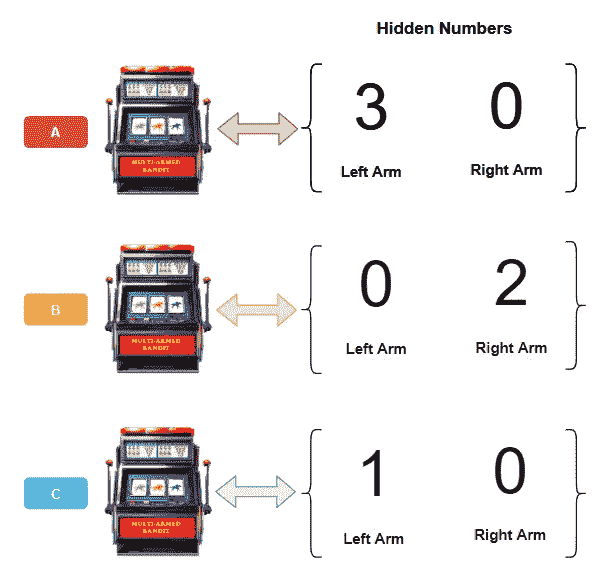 Hidden Numbers
A
MULTI-ARMED
BANDIT
3 0
Left Arm Right Arm
B
MULTI-ARMED
BANDIT
0 2
Left Arm Right Arm
C
MULTI-ARMED
BANDIT
1 0
Left Arm Right Arm